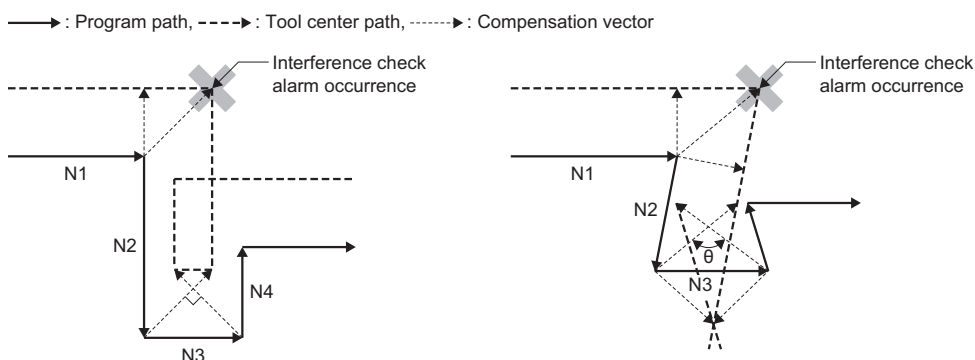 : Program path, : Tool center path, : Compensation vector
Interference check
alarm occurrence
N1
N2
N3
N4
Interference check
alarm occurrence
N1
N2
θ
N3